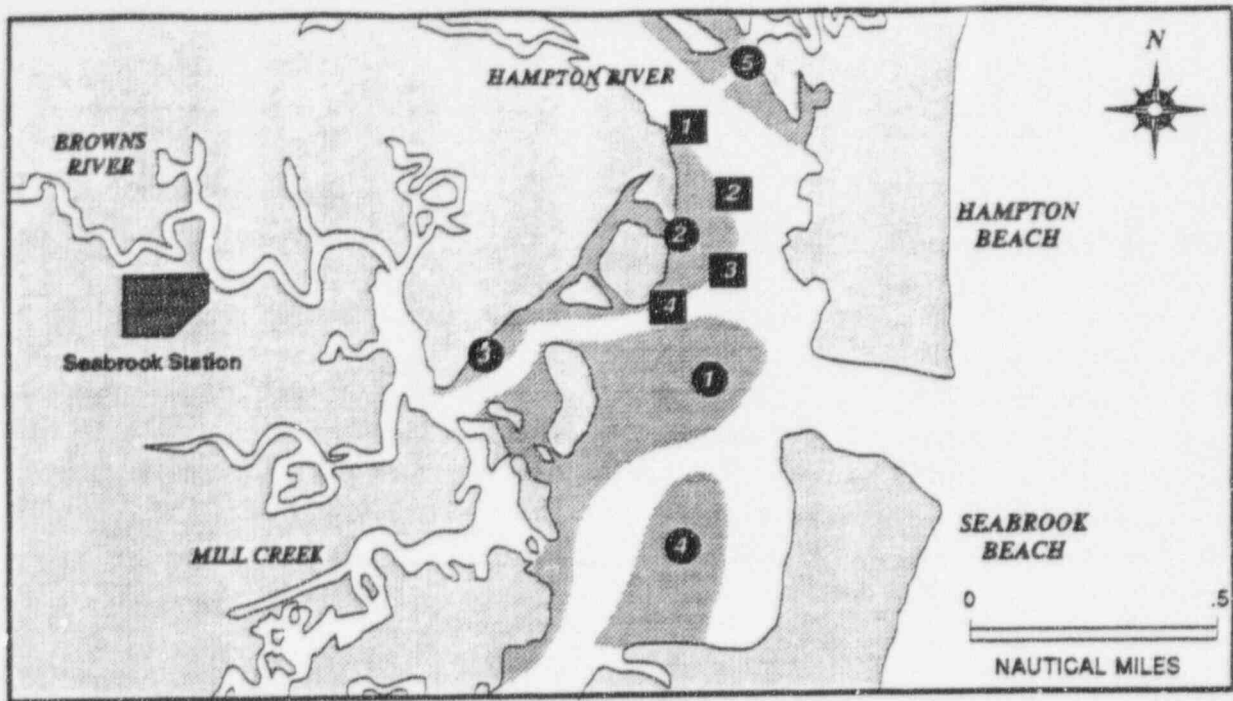 N
HAMPTON RIVER
5
1
BROWNS
RIVER
2
HAMPTON
BEACH
2
3
4
Seabrook Station
3
1
MILL CREEK
4
SEABROOK
BEACH
0 .5
NAUTICAL MILES